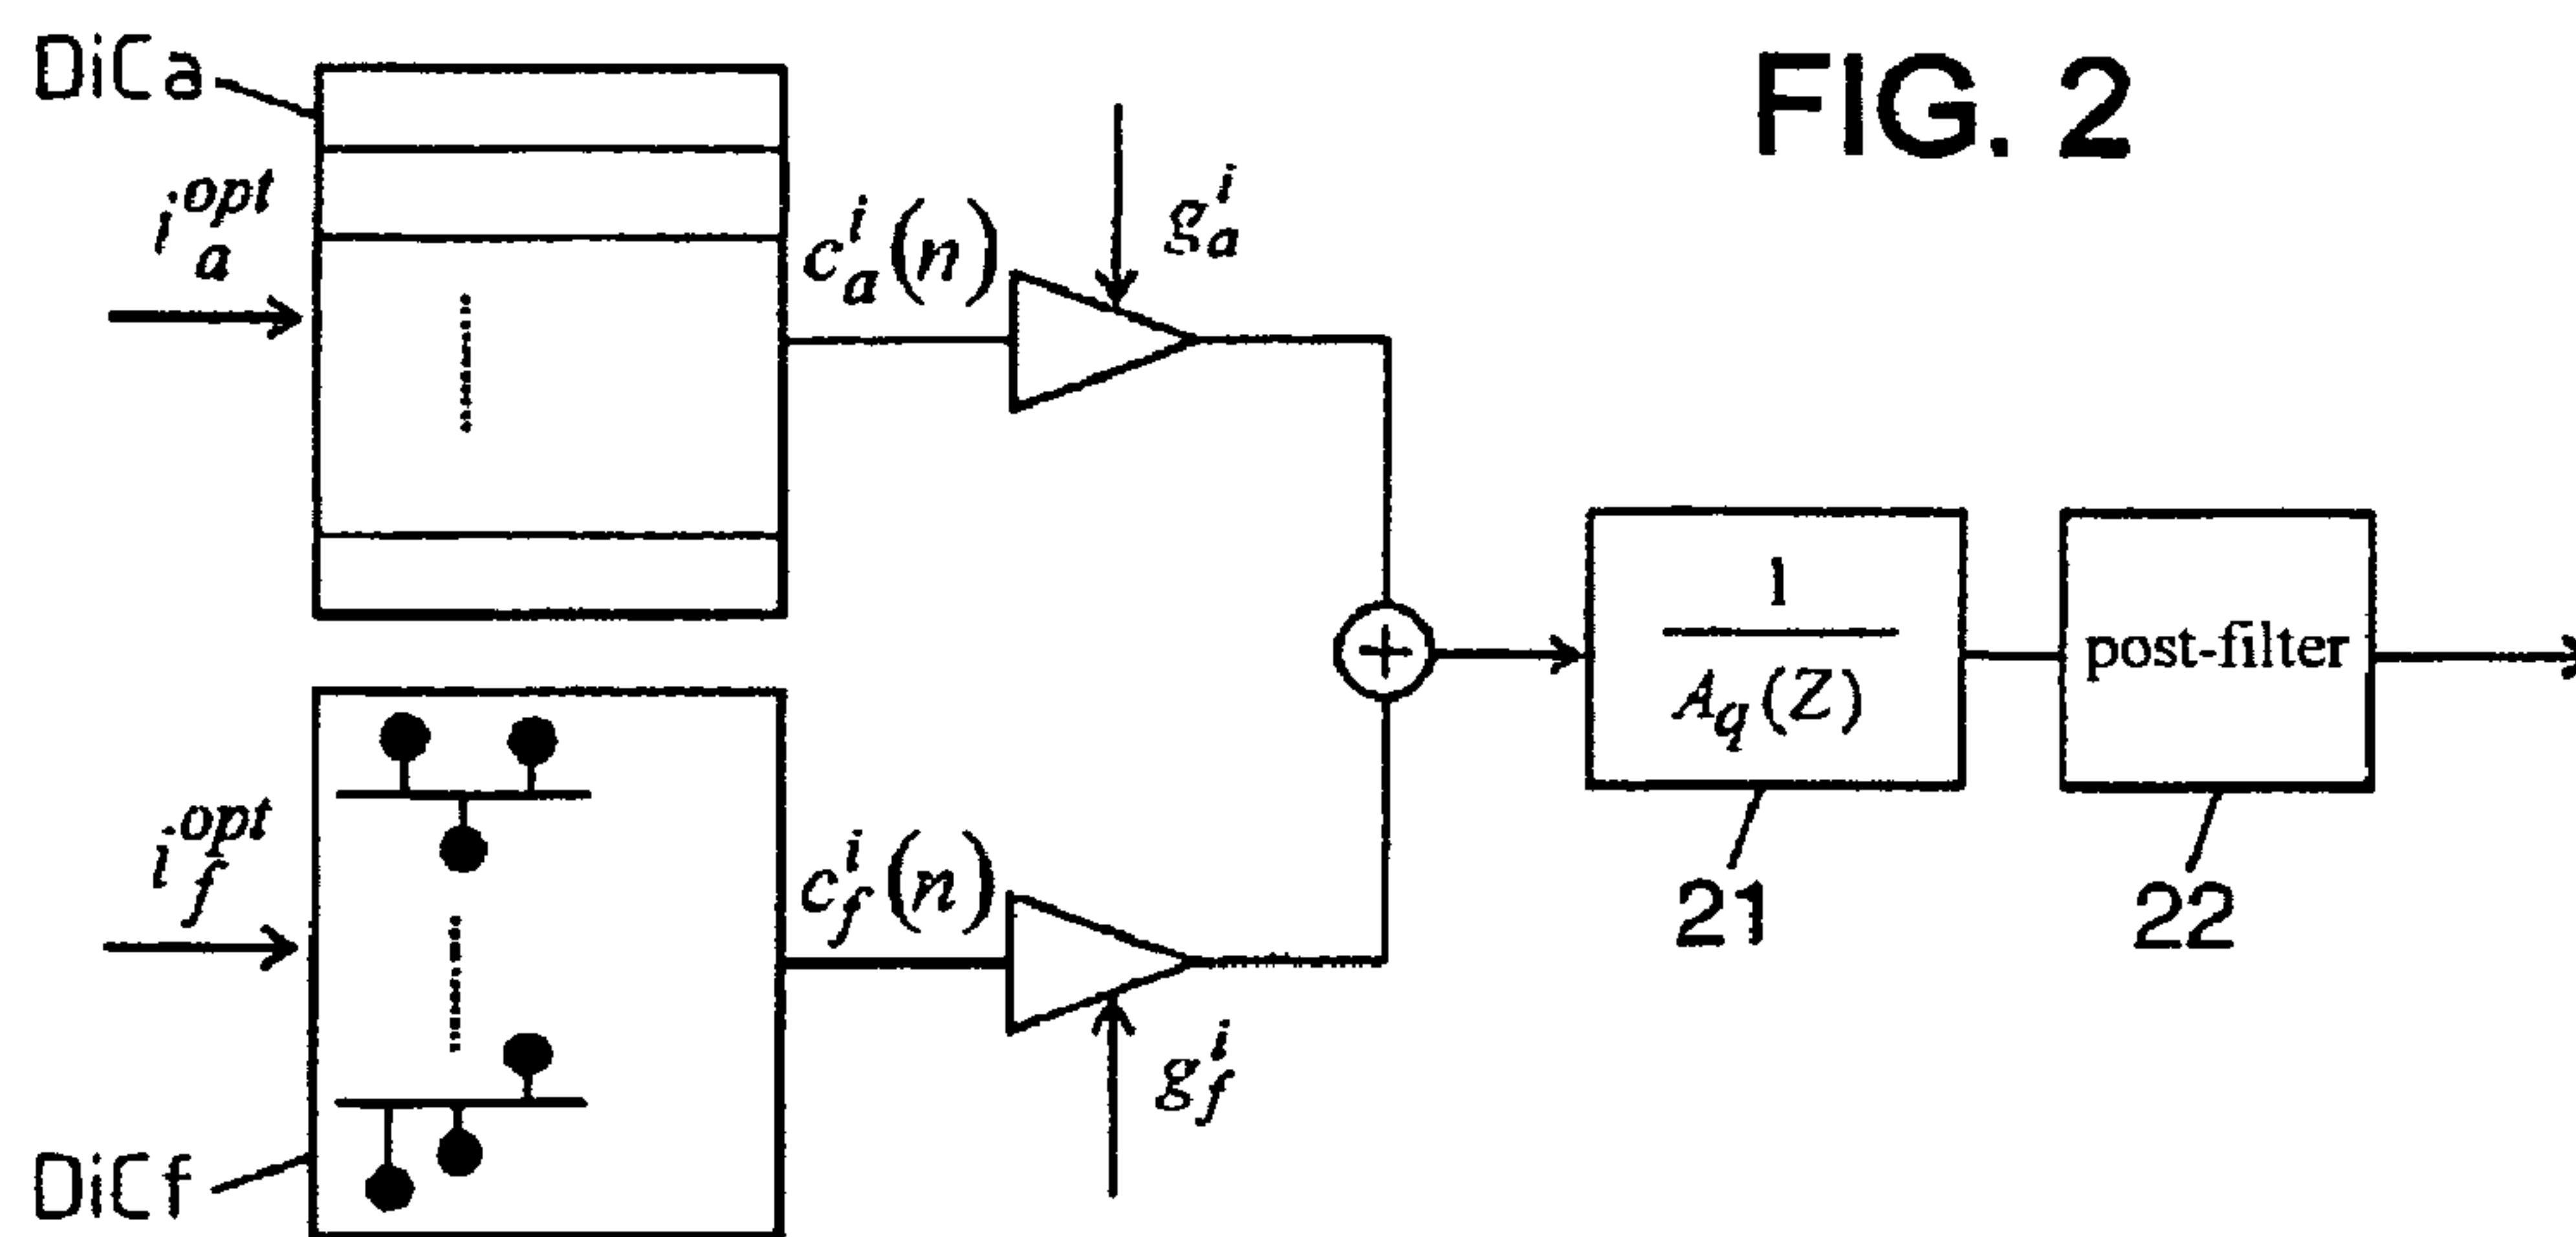 FIG. 2
DiCa
i_a^{opt}
c_a^i(n)
g_a^i
1
A_q(Z)
post-filter
21
22
i_f^{opt}
c_f^i(n)
g_f^i
DiCf